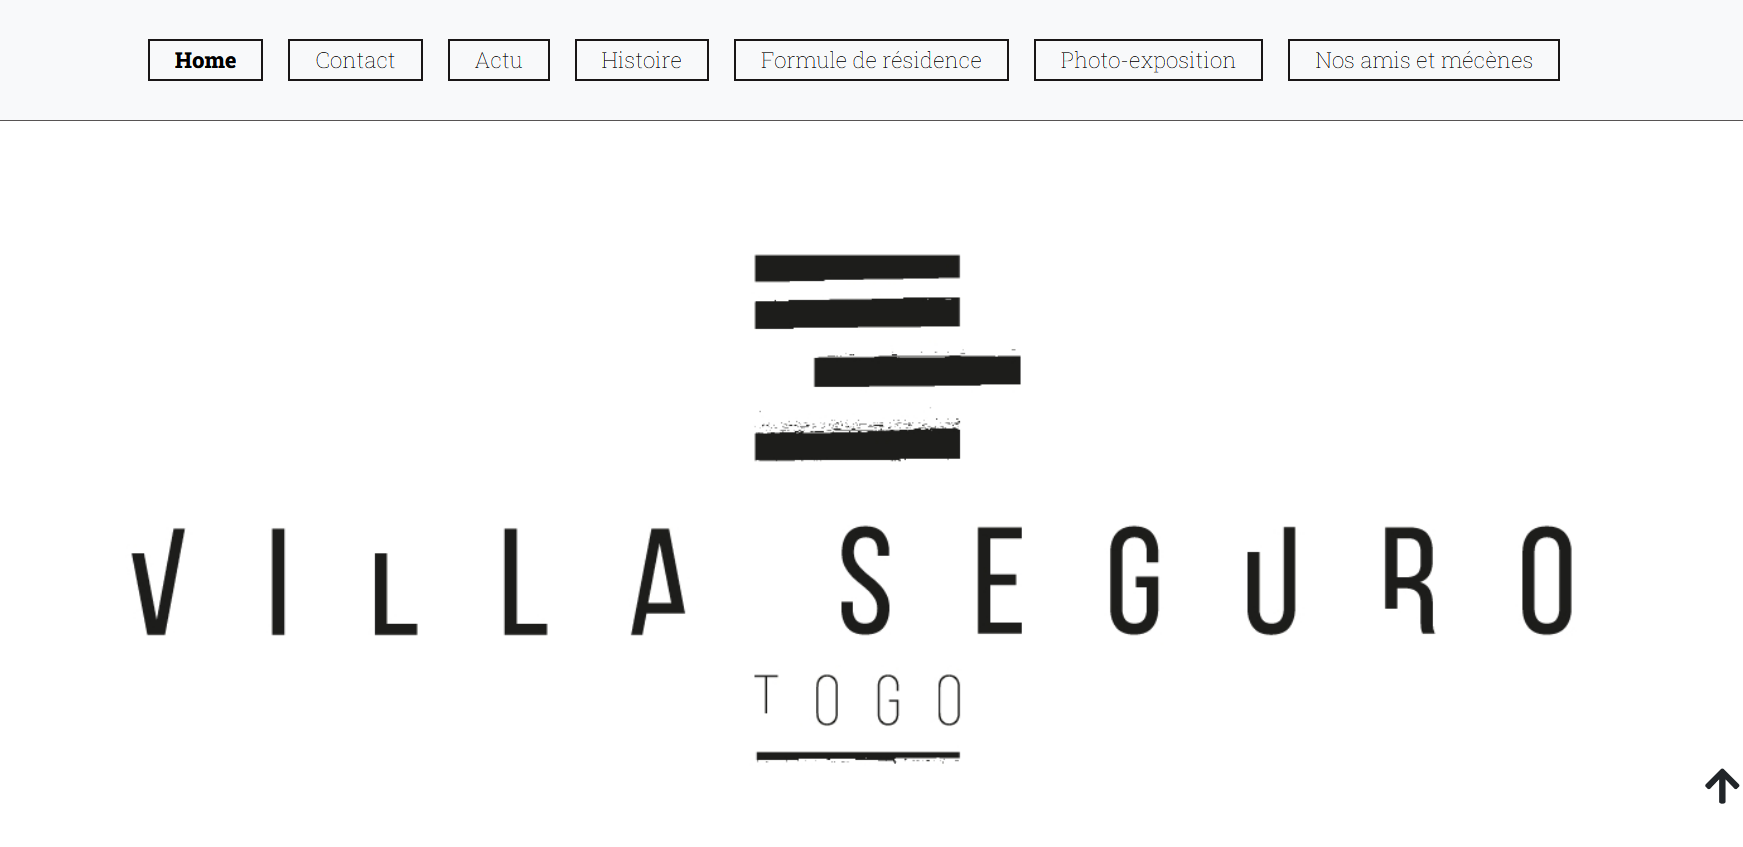 Home Contact Actu Histoire Formule de résidence Photo-exposition Nos amis et mécènes
VILLA SEGURO
TOGO